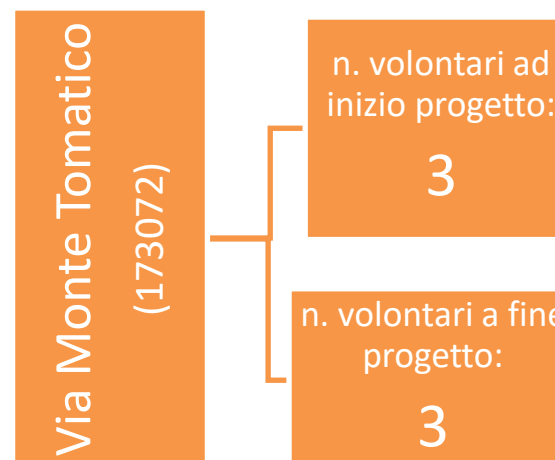 Via Monte Tomatico
(173072)
n. volontari ad
inizio progetto:
3
n. volontari a fine
progetto:
3